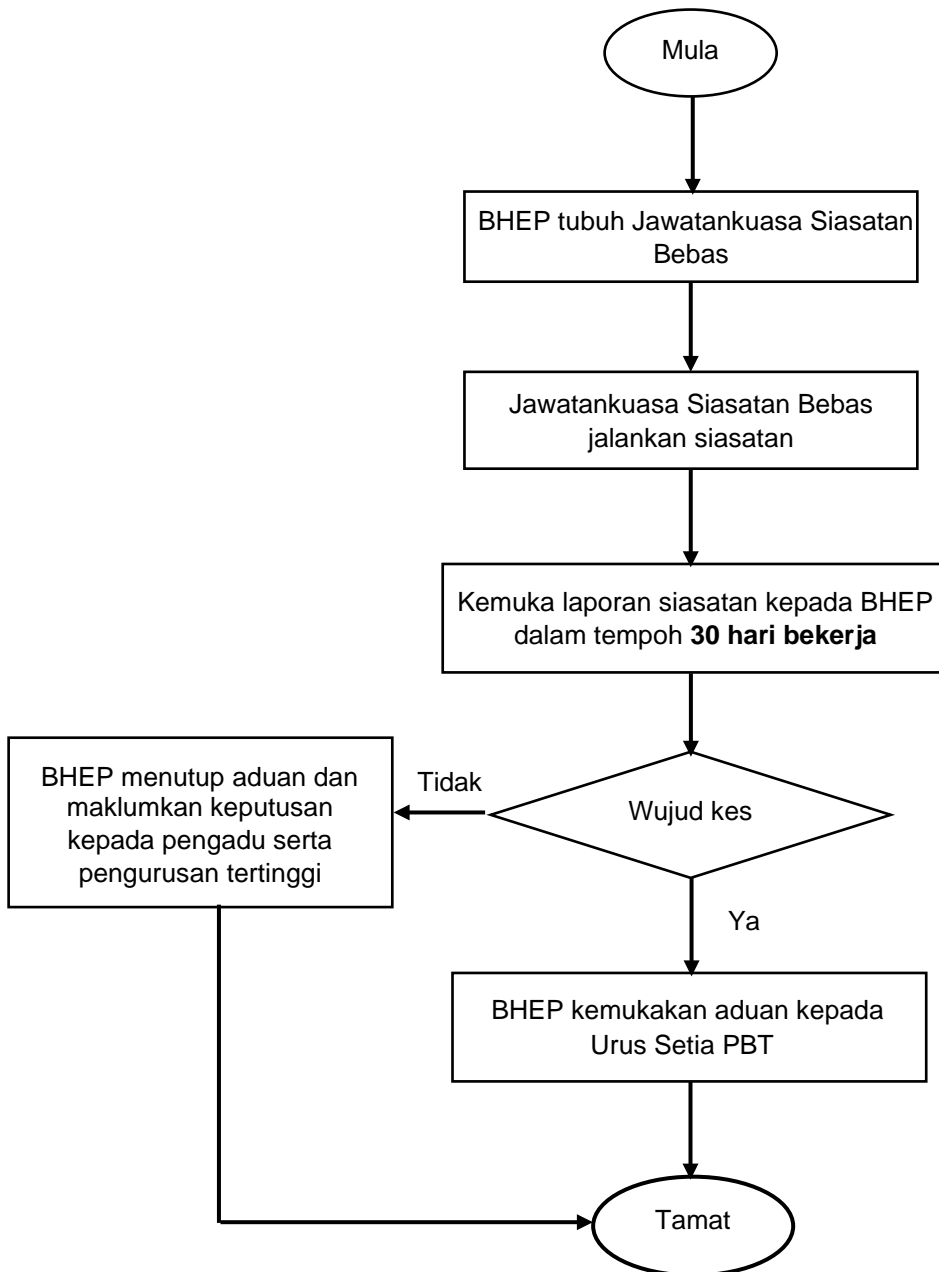 Mula
BHEP tubuh Jawatankuasa Siasatan
Bebas
Jawatankuasa Siasatan Bebas
jalankan siasatan
Kemuka laporan siasatan kepada BHEP
dalam tempoh 30 hari bekerja
Wujud kes
Tidak
BHEP menutup aduan dan
maklumkan keputusan
kepada pengadu serta
pengurusan tertinggi
Ya
BHEP kemukakan aduan kepada
Urus Setia PBT
Tamat